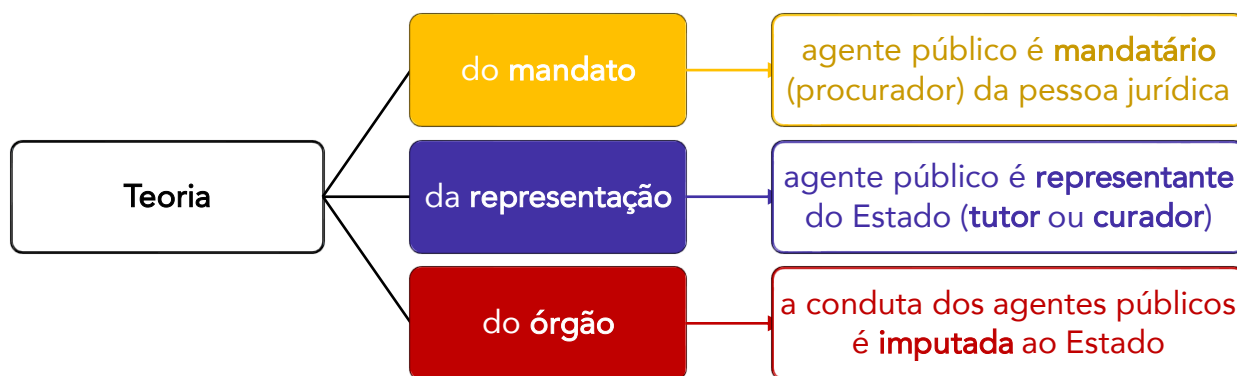 Teoria
do mandato
agente público é mandatário
(procurador) da pessoa jurídica
da representação
agente público é representante
do Estado (tutor ou curador)
do órgão
a conduta dos agentes públicos
é imputada ao Estado